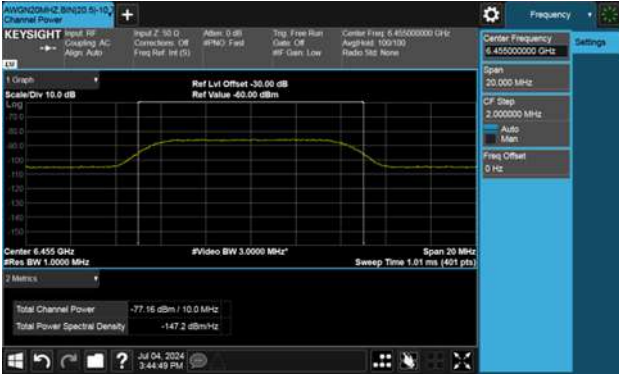 AWGN20MHZ.BIN(20.5)-10,
Channel Power
KEYSIGHT
Input: RF
Coupling: AC
Align: Auto
Input Z: 50 Ω
Corrections: Off
Freq Ref: Int (S)
Atten: 0 dB
#PNO: Fast
Trig: Free Run
Gate: Off
#IF Gain: Low
Center Freq: 6.455000000 GHz
Avg|Hold: 100/100
Radio Std: None
1 Graph
Scale/Div 10.0 dB
Ref Lvl Offset -30.00 dB
Ref Value -60.00 dBm
Log
-70.0
-80.0
-100
-110
-130
-140
-150
Center 6.455 GHz
#Res BW 1.0000 MHz
#Video BW 3.0000 MHz*
Span 20 MHz
Sweep Time 1.01 ms (401 pts)
2 Metrics
Total Channel Power -77.16 dBm / 10.0 MHz
Total Power Spectral Density -147.2 dBm/Hz
Jul 04, 2024
3:44:49 PM
Frequency
Settings
Center Frequency
6.455000000 GHz
Span
20.000 MHz
CF Step
2.000000 MHz
Auto
Man
Freq Offset
0 Hz